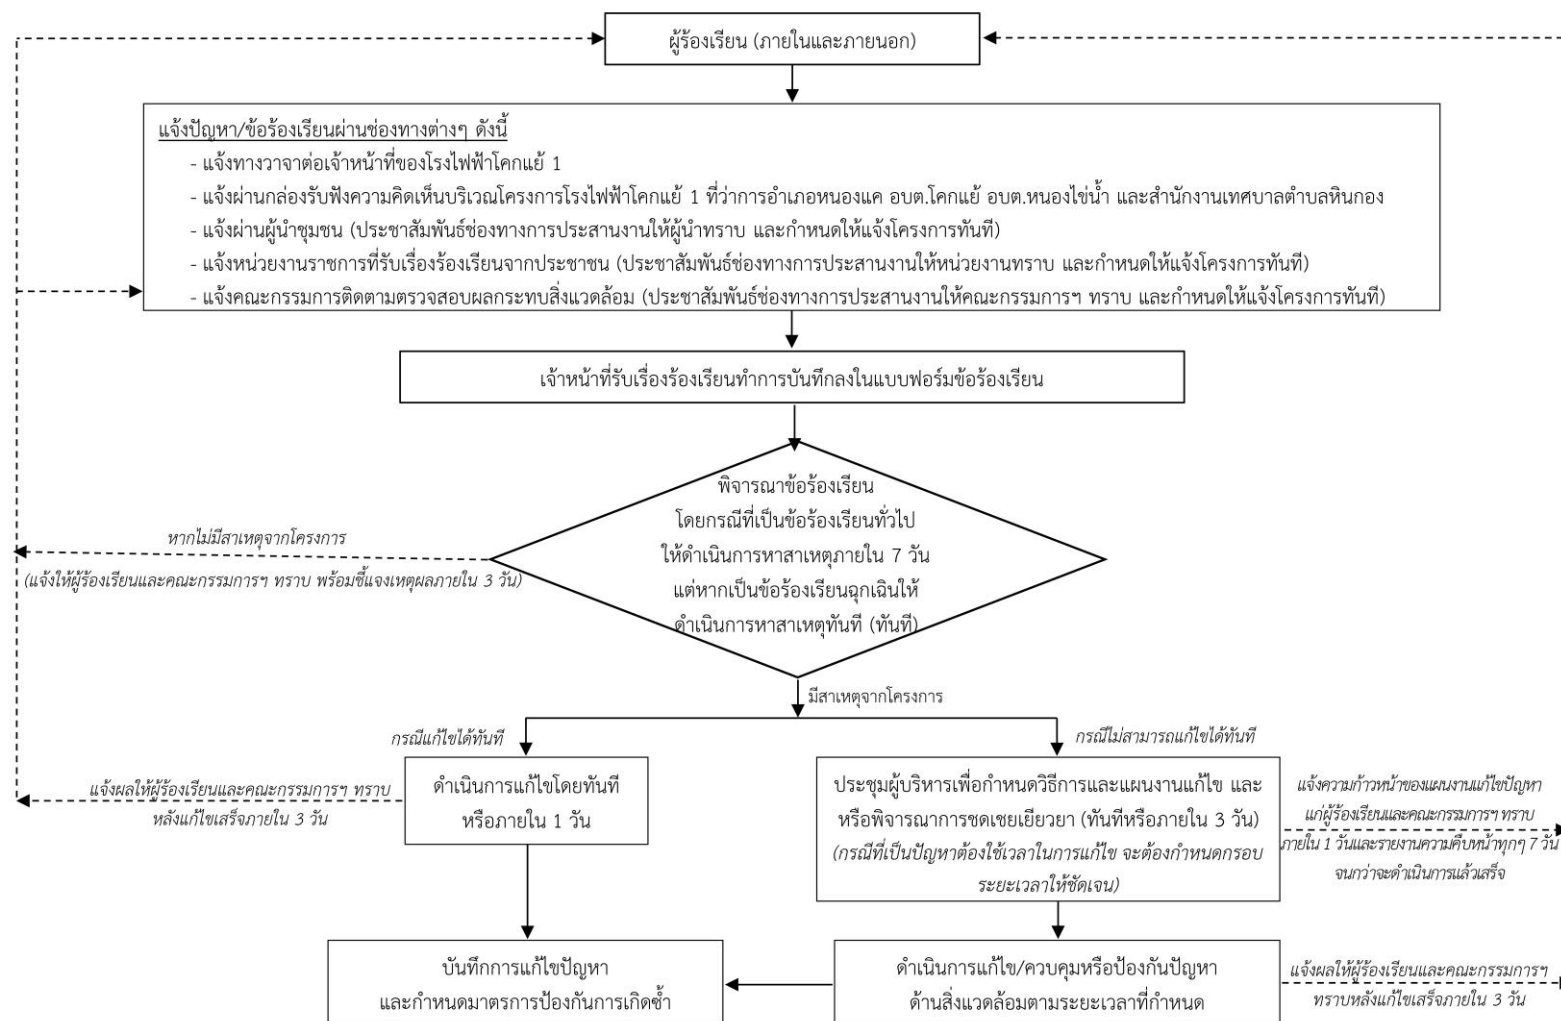 ผู้ร้องเรียน (ภายในและภายนอก)
แจ้งปัญหา/ข้อร้องเรียนผ่านช่องทางต่างๆ ดังนี้
- แจ้งทางวาจาต่อเจ้าหน้าที่ของโรงไฟฟ้าโคกแย้ 1
- แจ้งผ่านกล่องรับฟังความคิดเห็นบริเวณโครงการโรงไฟฟ้าโคกแย้ 1 ที่ว่าการอำเภอหนองแค อบต.โคกแย้ อบต.หนองไข่น้ำ และสำนักงานเทศบาลตำบลหินกอง
- แจ้งผ่านผู้นำชุมชน (ประชาสัมพันธ์ช่องทางการประสานงานให้ผู้นำทราบ และกำหนดให้แจ้งโครงการทันที)
- แจ้งหน่วยงานราชการที่รับเรื่องร้องเรียนจากประชาชน (ประชาสัมพันธ์ช่องทางการประสานงานให้หน่วยงานทราบ และกำหนดให้แจ้งโครงการทันที)
- แจ้งคณะกรรมการติดตามตรวจสอบผลกระทบสิ่งแวดล้อม (ประชาสัมพันธ์ช่องทางการประสานงานให้คณะกรรมการฯ ทราบ และกำหนดให้แจ้งโครงการทันที)
เจ้าหน้าที่รับเรื่องร้องเรียนทำการบันทึกลงในแบบฟอร์มข้อร้องเรียน
พิจารณาข้อร้องเรียน
โดยกรณีที่เป็นข้อร้องเรียนทั่วไป
ให้ดำเนินการหาสาเหตุภายใน 7 วัน
แต่หากเป็นข้อร้องเรียนฉุกเฉินให้
ดำเนินการหาสาเหตุทันที (ทันที)
หากไม่มีสาเหตุจากโครงการ
(แจ้งให้ผู้ร้องเรียนและคณะกรรมการฯ ทราบ พร้อมชี้แจงเหตุผลภายใน 3 วัน)
มีสาเหตุจากโครงการ
กรณีแก้ไขได้ทันที
กรณีไม่สามารถแก้ไขได้ทันที
ดำเนินการแก้ไขโดยทันที
หรือภายใน 1 วัน
แจ้งผลให้ผู้ร้องเรียนและคณะกรรมการฯ ทราบ
หลังแก้ไขเสร็จภายใน 3 วัน
ประชุมผู้บริหารเพื่อกำหนดวิธีการและแผนงานแก้ไข และ
หรือพิจารณาการชดเชยเยียวยา (ทันทีหรือภายใน 3 วัน)
(กรณีที่เป็นปัญหาต้องใช้เวลาในการแก้ไข จะต้องกำหนดกรอบ
ระยะเวลาให้ชัดเจน)
แจ้งความก้าวหน้าของแผนงานแก้ไขปัญหา
แก่ผู้ร้องเรียนและคณะกรรมการฯ ทราบ
ภายใน 1 วันและรายงานความคืบหน้าทุกๆ 7 วัน
จนกว่าจะดำเนินการแล้วเสร็จ
บันทึกการแก้ไขปัญหา
และกำหนดมาตรการป้องกันการเกิดซ้ำ
ดำเนินการแก้ไข/ควบคุมหรือป้องกันปัญหา
ด้านสิ่งแวดล้อมตามระยะเวลาที่กำหนด
แจ้งผลให้ผู้ร้องเรียนและคณะกรรมการฯ
ทราบหลังแก้ไขเสร็จภายใน 3 วัน